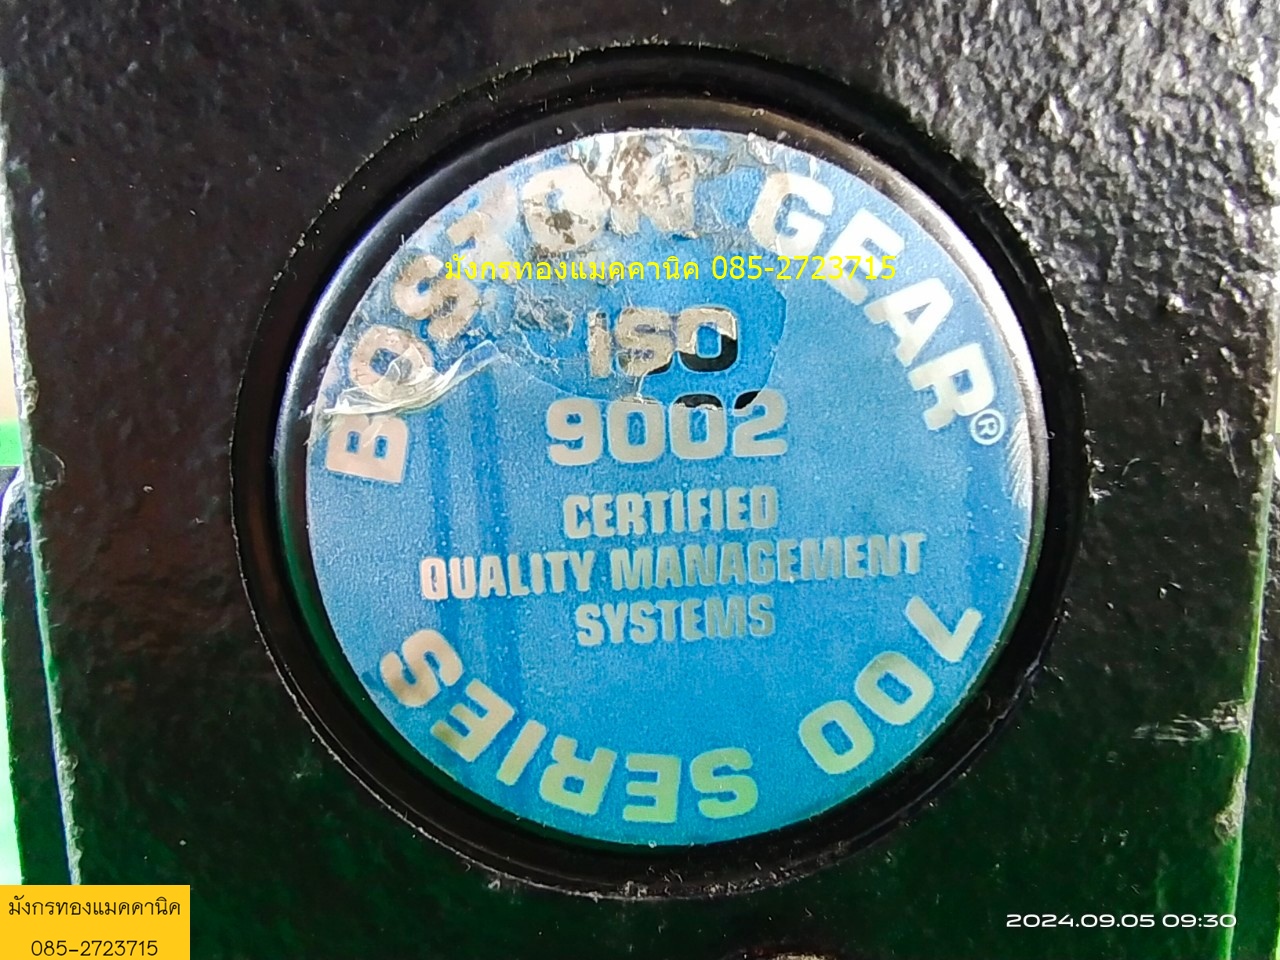 BOSTON GEAR®
มังกรทองแมคคานิค 085-2723715
ISO
9002
CERTIFIED
QUALITY MANAGEMENT
SYSTEMS
700 SERIES
มังกรทองแมคคานิค
085-2723715
2024.09.05 09:30